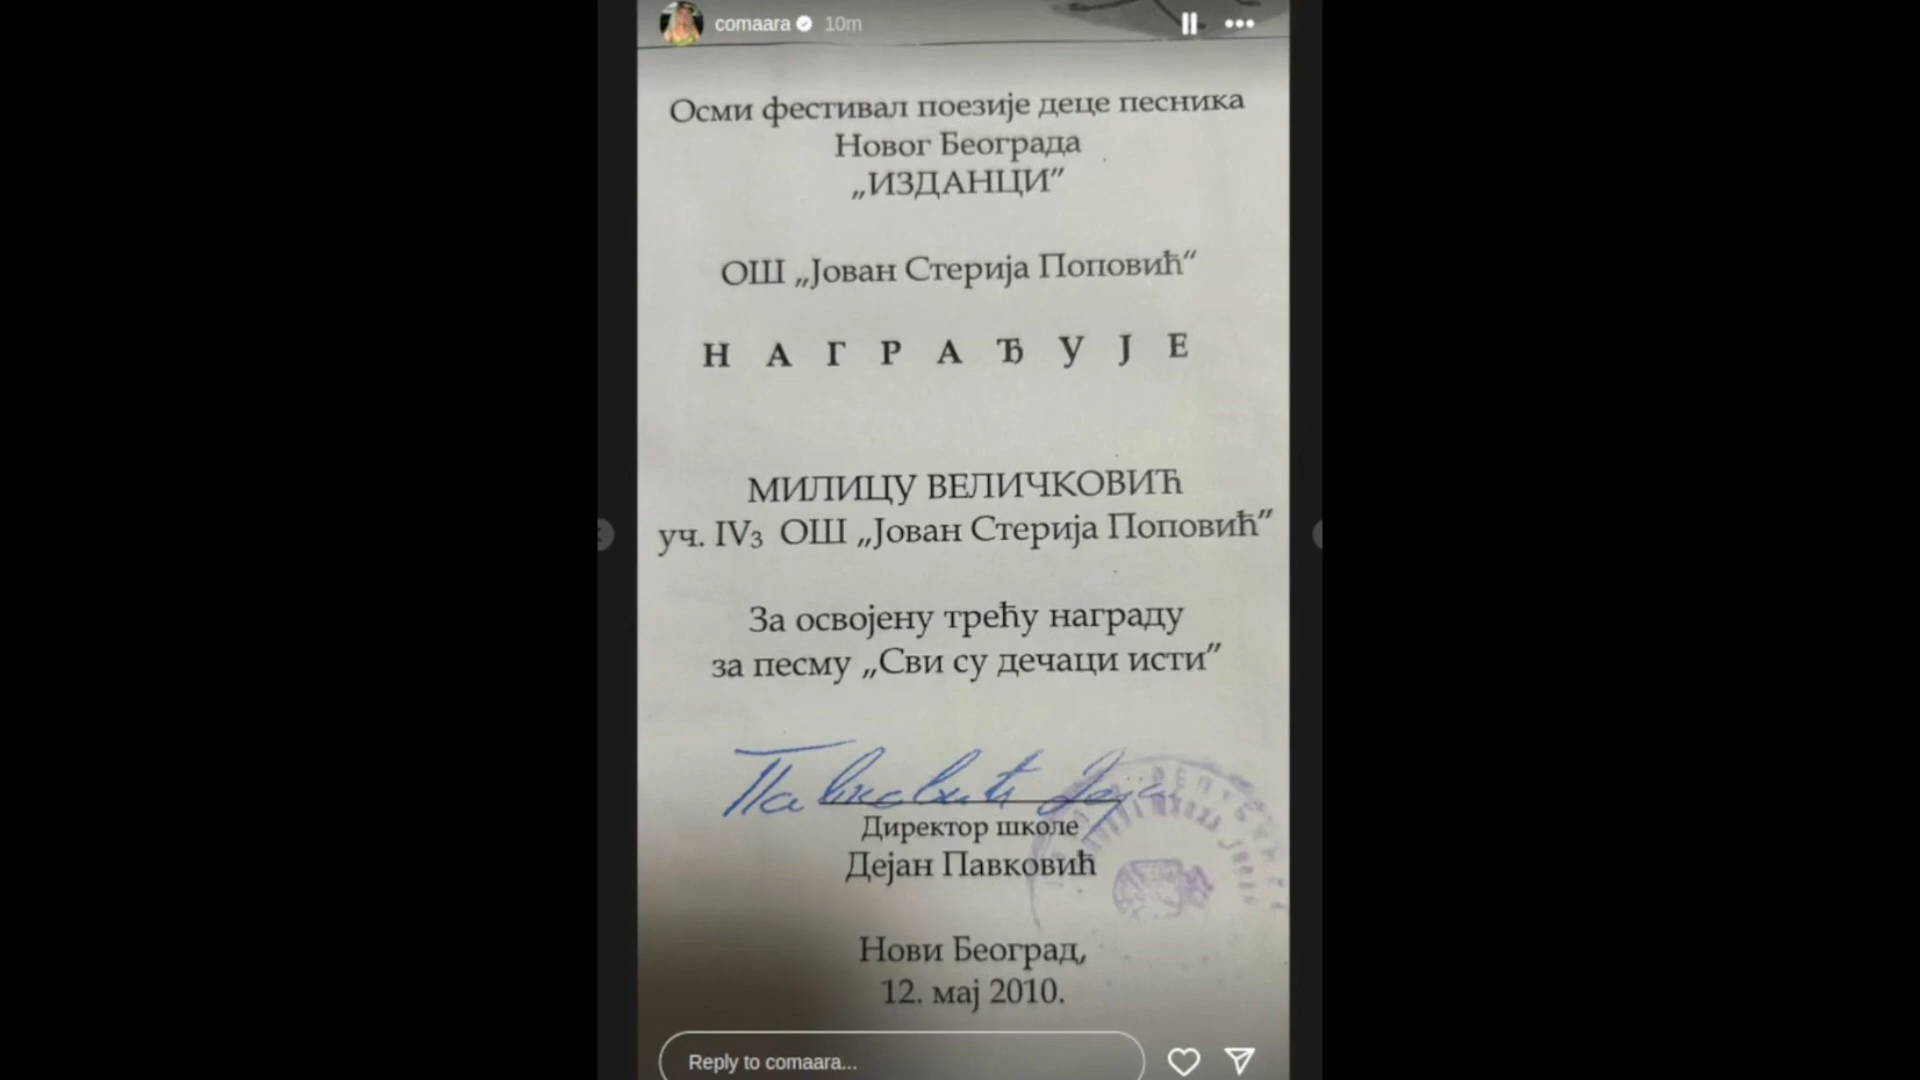 comaara 10m
Осми фестивал поезије деце песника
Новог Београда
„ИЗДАНЦИ”
ОШ „Јован Стерија Поповић“
Н А Г Р А Ђ У Ј Е
МИЛИЦУ ВЕЛИЧКОВИЋ
уч. IV3 ОШ „Јован Стерија Поповић”
За освојену трећу награду
за песму „Сви су дечаци исти”
Директор школе
Дејан Павковић
Нови Београд,
12. мај 2010.
Reply to comaara...